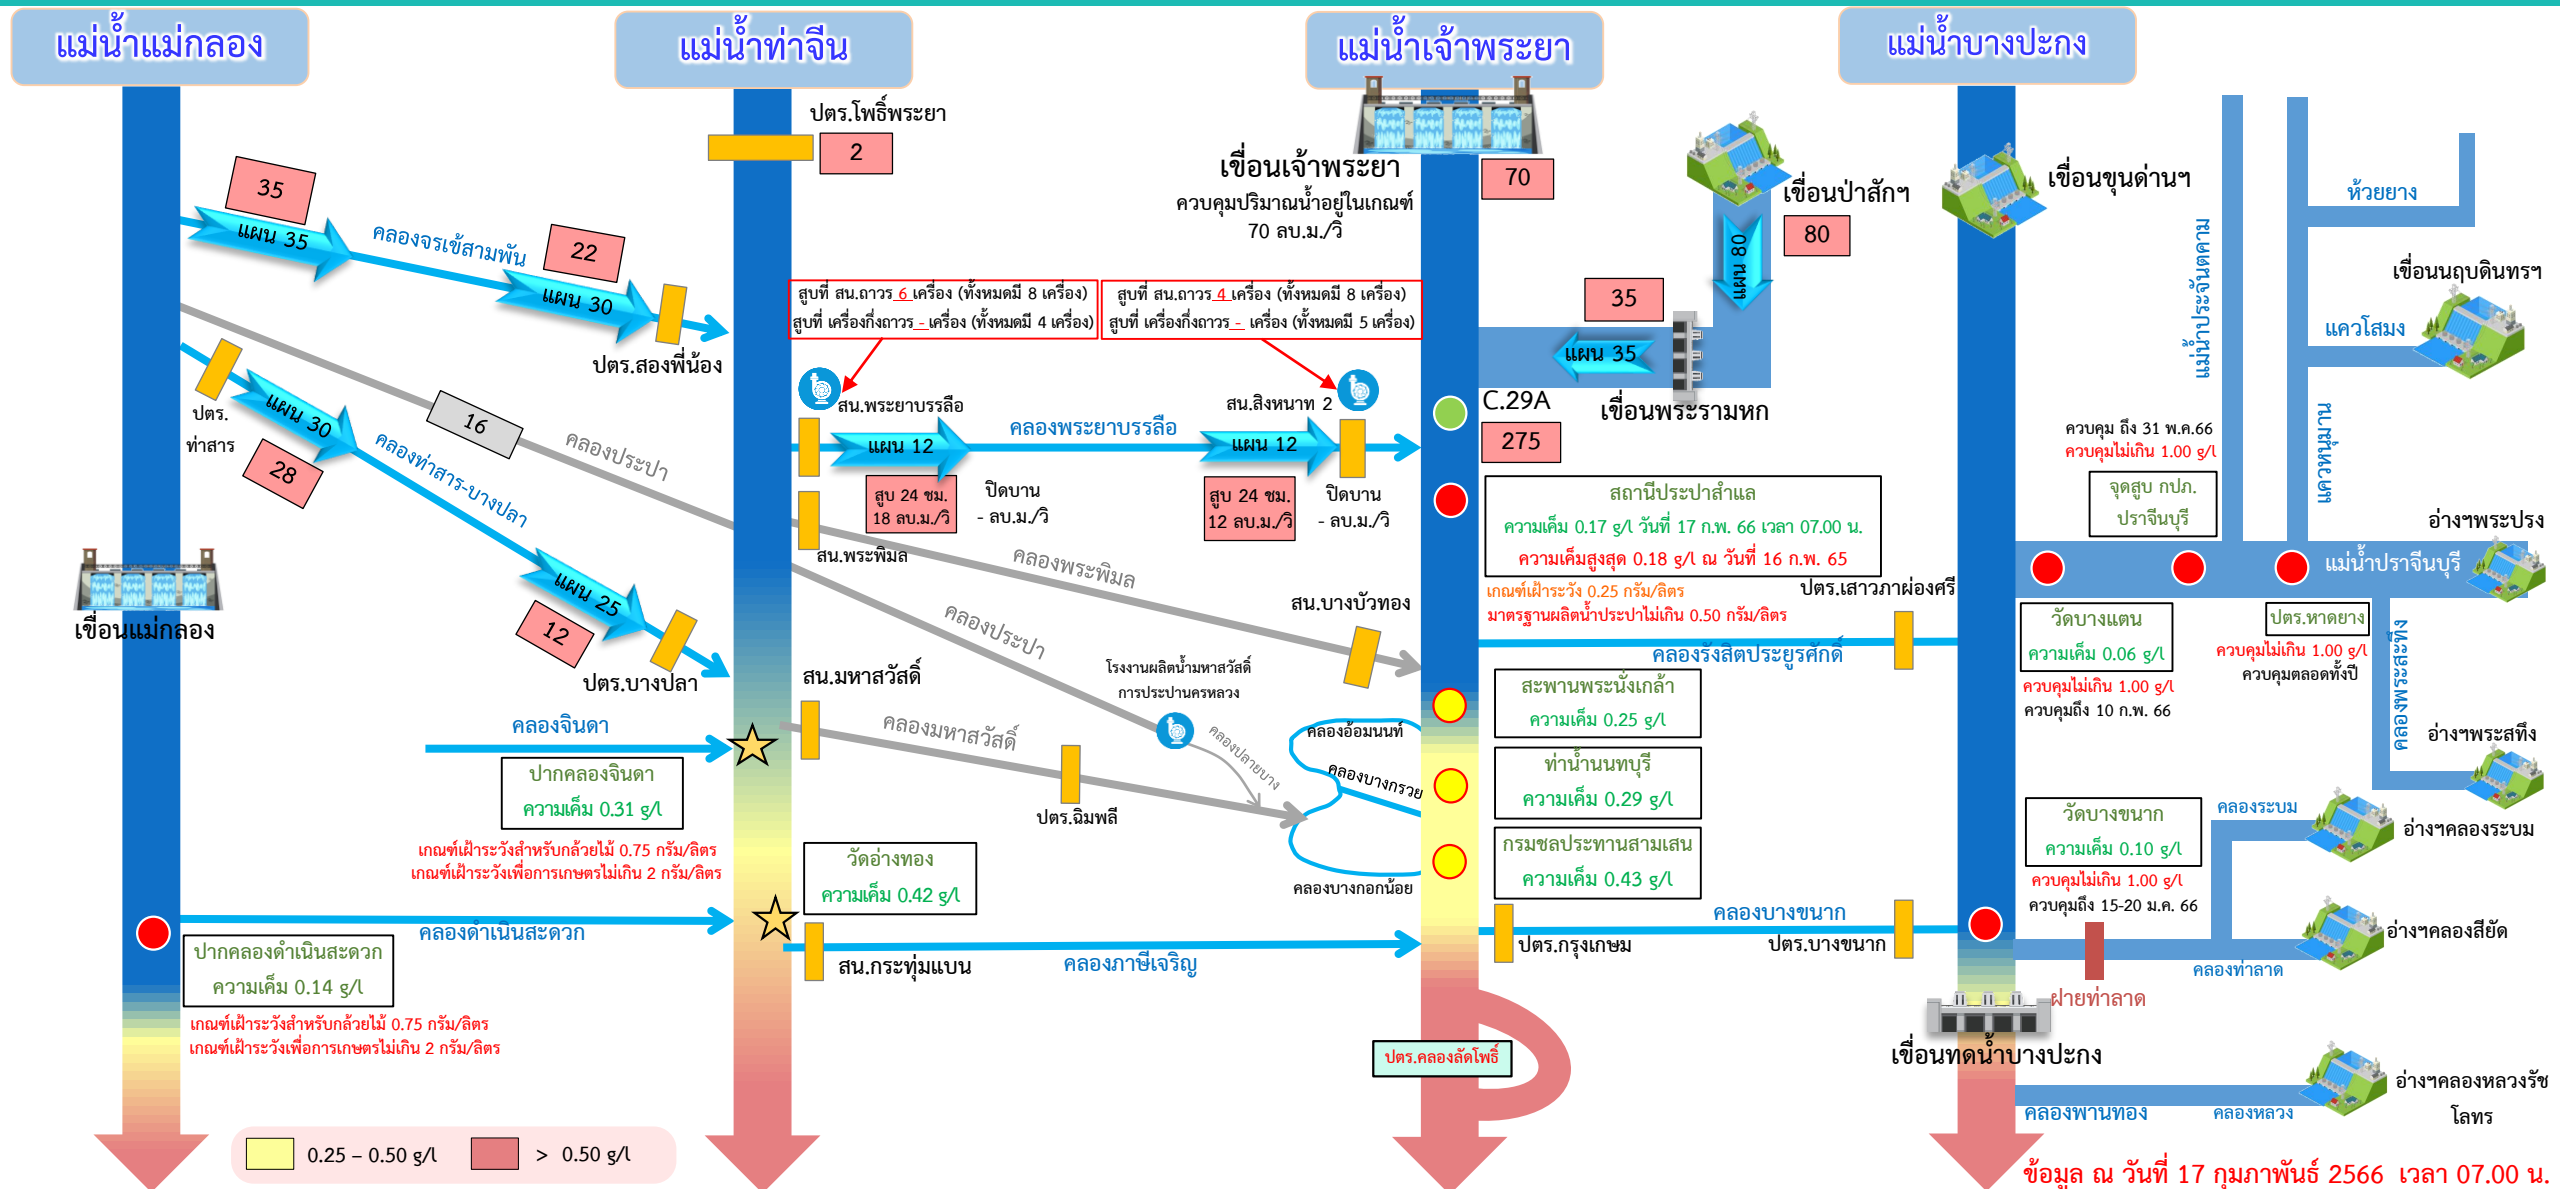 แม่น้ำแม่กลอง
แม่น้ำท่าจีน
แม่น้ำเจ้าพระยา
แม่น้ำบางปะกง
ปตร.โพธิ์พระยา
2
35
แผน 35
คลองจรเข้สามพัน
22
แผน 30
ปตร.สองพี่น้อง
ปตร.
ท่าสาร
แผน 30
28
คลองท่าสาร-บางปลา
16
คลองประปา
แผน 25
12
ปตร.บางปลา
เขื่อนแม่กลอง
คลองจินดา
ปากคลองจินดา
ความเค็ม 0.31 g/l
เกณฑ์เฝ้าระวังสำหรับกล้วยไม้ 0.75 กรัม/ลิตร
เกณฑ์เฝ้าระวังเพื่อการเกษตรไม่เกิน 2 กรัม/ลิตร
คลองดำเนินสะดวก
ปากคลองดำเนินสะดวก
ความเค็ม 0.14 g/l
เกณฑ์เฝ้าระวังสำหรับกล้วยไม้ 0.75 กรัม/ลิตร
เกณฑ์เฝ้าระวังเพื่อการเกษตรไม่เกิน 2 กรัม/ลิตร
0.25 – 0.50 g/l
> 0.50 g/l
เขื่อนเจ้าพระยา
ควบคุมปริมาณน้ำอยู่ในเกณฑ์
70 ลบ.ม./วิ
70
สูบที่ สน.ถาวร 6 เครื่อง (ทั้งหมดมี 8 เครื่อง)
สูบที่ เครื่องกึ่งถาวร - เครื่อง (ทั้งหมดมี 4 เครื่อง)
สูบที่ สน.ถาวร 4 เครื่อง (ทั้งหมดมี 8 เครื่อง)
สูบที่ เครื่องกึ่งถาวร - เครื่อง (ทั้งหมดมี 5 เครื่อง)
สน.พระยาบรรลือ
แผน 12
คลองพระยาบรรลือ
สน.สิงหนาท 2
แผน 12
สูบ 24 ชม.
18 ลบ.ม./วิ
ปิดบาน
- ลบ.ม./วิ
สูบ 24 ชม.
12 ลบ.ม./วิ
ปิดบาน
- ลบ.ม./วิ
สน.พระพิมล
คลองพระพิมล
สน.บางบัวทอง
คลองประปา
โรงงานผลิตน้ำมหาสวัสดิ์
การประปานครหลวง
สน.มหาสวัสดิ์
คลองมหาสวัสดิ์
ปตร.ฉิมพลี
คลองปลายบาง
คลองอ้อมนนท์
คลองบางกรวย
คลองบางกอกน้อย
วัดอ่างทอง
ความเค็ม 0.42 g/l
สน.กระทุ่มแบน
คลองภาษีเจริญ
เขื่อนป่าสักฯ
80
แผน 80
35
แผน 35
เขื่อนพระรามหก
C.29A
275
สถานีประปาสำแล
ความเค็ม 0.17 g/l วันที่ 17 ก.พ. 66 เวลา 07.00 น.
ความเค็มสูงสุด 0.18 g/l ณ วันที่ 16 ก.พ. 65
เกณฑ์เฝ้าระวัง 0.25 กรัม/ลิตร
มาตรฐานผลิตน้ำประปาไม่เกิน 0.50 กรัม/ลิตร
ปตร.เสาวภาผ่องศรี
คลองรังสิตประยูรศักดิ์
สะพานพระนั่งเกล้า
ความเค็ม 0.25 g/l
ท่าน้ำนนทบุรี
ความเค็ม 0.29 g/l
กรมชลประทานสามเสน
ความเค็ม 0.43 g/l
ปตร.กรุงเกษม
คลองบางขนาก
ปตร.บางขนาก
ปตร.คลองลัดโพธิ์
เขื่อนขุนด่านฯ
แม่น้ำประจันตคาม
ห้วยยาง
เขื่อนนฤบดินทรฯ
แควโสมง
แควหนุมาน
ควบคุม ถึง 31 พ.ค.66
ควบคุมไม่เกิน 1.00 g/l
จุดสูบ กปภ.
ปราจีนบุรี
อ่างฯพระปรง
แม่น้ำปราจีนบุรี
วัดบางแตน
ความเค็ม 0.06 g/l
ควบคุมไม่เกิน 1.00 g/l
ควบคุมถึง 10 ก.พ. 66
ปตร.หาดยาง
ควบคุมไม่เกิน 1.00 g/l
ควบคุมตลอดทั้งปี
คลองพระสะทึง
อ่างฯพระสทึง
วัดบางขนาก
ความเค็ม 0.10 g/l
ควบคุมไม่เกิน 1.00 g/l
ควบคุมถึง 15-20 ม.ค. 66
คลองระบม
อ่างฯคลองระบม
อ่างฯคลองสียัด
คลองท่าลาด
ฝายท่าลาด
เขื่อนทดน้ำบางปะกง
คลองพานทอง
คลองหลวง
อ่างฯคลองหลวงรัช
โลทร
ข้อมูล ณ วันที่ 17 กุมภาพันธ์ 2566 เวลา 07.00 น.